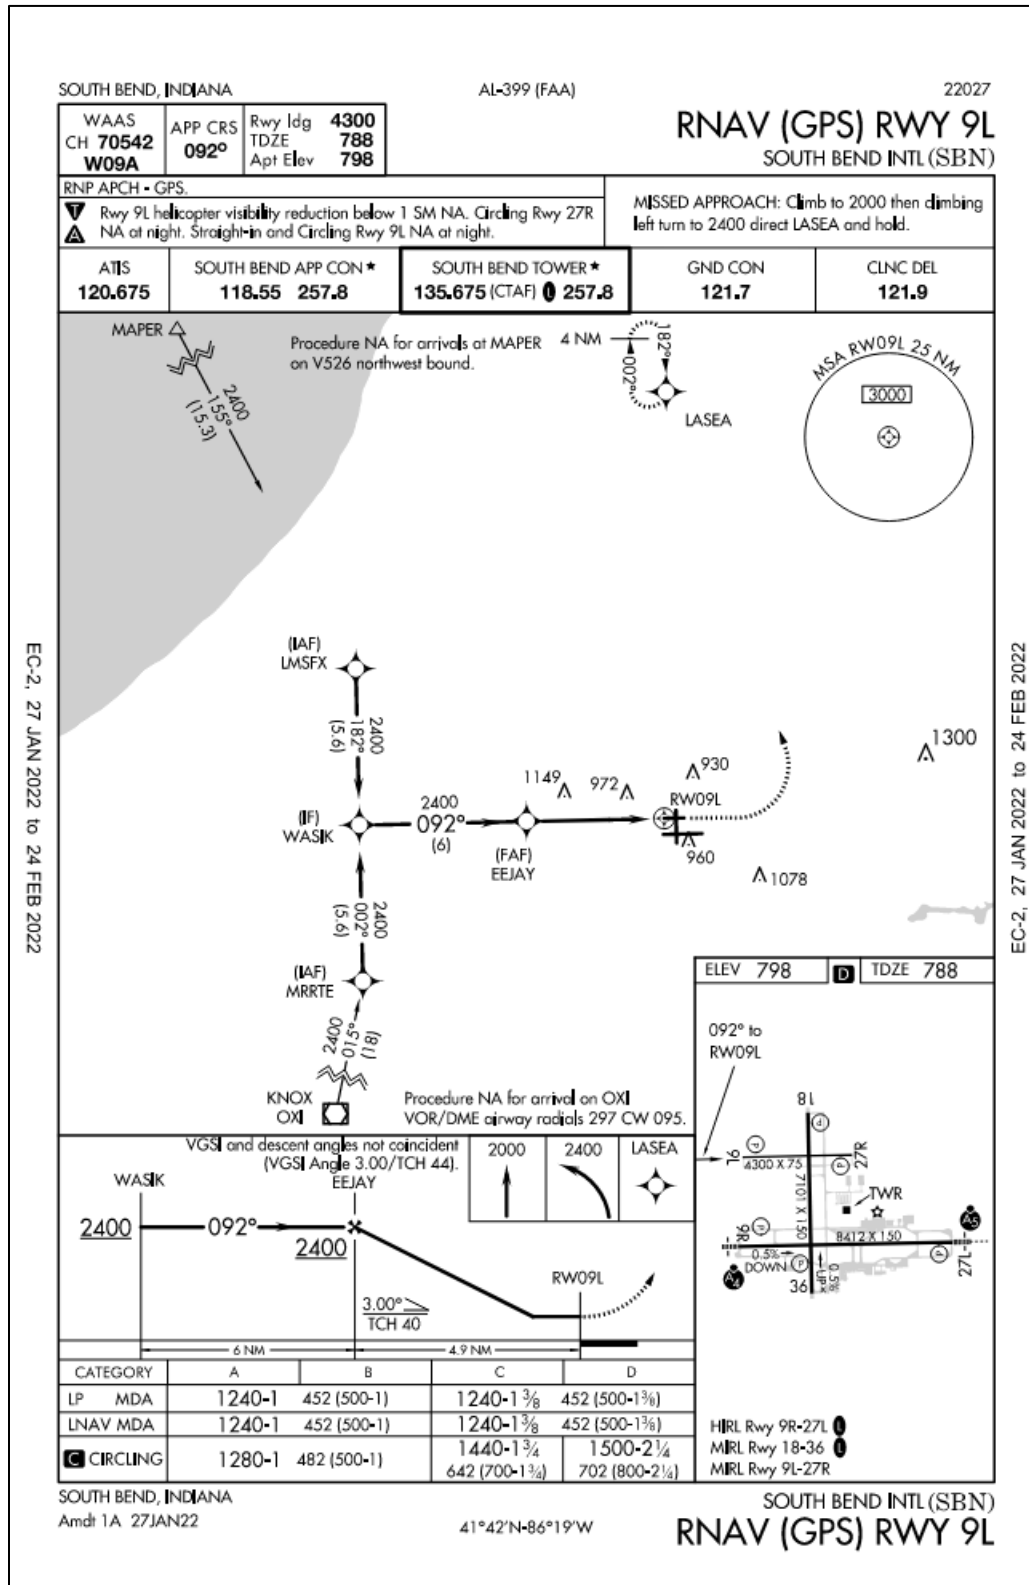 SOUTH BEND, INDIANA
AL-399 (FAA)
22027
WAAS
CH 70542
W09A
APP CRS
092°
Rwy ldg 4300
TDZE 788
Apt Elev 798
RNAV (GPS) RWY 9L
SOUTH BEND INTL (SBN)
RNP APCH - GPS.
T
A
Rwy 9L helicopter visibility reduction below 1 SM NA. Circling Rwy 27R
NA at night. Straight-in and Circling Rwy 9L NA at night.
MISSED APPROACH: Climb to 2000 then climbing
left turn to 2400 direct LASEA and hold.
ATIS
120.675
SOUTH BEND APP CON★
118.55 257.8
SOUTH BEND TOWER★
135.675 (CTAF) L 257.8
GND CON
121.7
CLNC DEL
121.9
MAPER
2400
155°
(15.3)
Procedure NA for arrivals at MAPER
on V526 northwest bound.
4 NM
182°
002°
LASEA
MSA RW09L 25 NM
3000
(IAF)
LMSFX
2400
182°
(5.6)
(IF)
WASIK
2400
092°
(6)
(FAF)
EEJAY
1149
972
930
RW09L
960
1078
1300
2400
002°
(5.6)
(IAF)
MRRTE
2400
015°
(18)
KNOX
OXI
Procedure NA for arrival on OXI
VOR/DME airway radials 297 CW 095.
ELEV 798
D
TDZE 788
092° to
RW09L
18
P
P
9L
4300 X 75
P
27R
7101 X 150
TWR
9R
P
8412 X 150
A5
0.5%
DOWN
P
0.5%
UP
P
27L
A4
36
HIRL Rwy 9R-27L L
MIRL Rwy 18-36 L
MIRL Rwy 9L-27R
VGSI and descent angles not coincident
(VGSI Angle 3.00/TCH 44).
WASIK
EEJAY
2000
2400
LASEA
2400
092°
2400
RW09L
3.00°
TCH 40
6 NM
4.9 NM
CATEGORY A B C D
LP MDA 1240-1 452 (500-1) 1240-1⅜ 452 (500-1⅜)
LNAV MDA 1240-1 452 (500-1) 1240-1⅜ 452 (500-1⅜)
C CIRCLING 1280-1 482 (500-1) 1440-1¾ 642 (700-1¾) 1500-2¼ 702 (800-2¼)
SOUTH BEND, INDIANA
Amdt 1A 27JAN22
41°42'N-86°19'W
SOUTH BEND INTL (SBN)
RNAV (GPS) RWY 9L
EC-2, 27 JAN 2022 to 24 FEB 2022
EC-2, 27 JAN 2022 to 24 FEB 2022